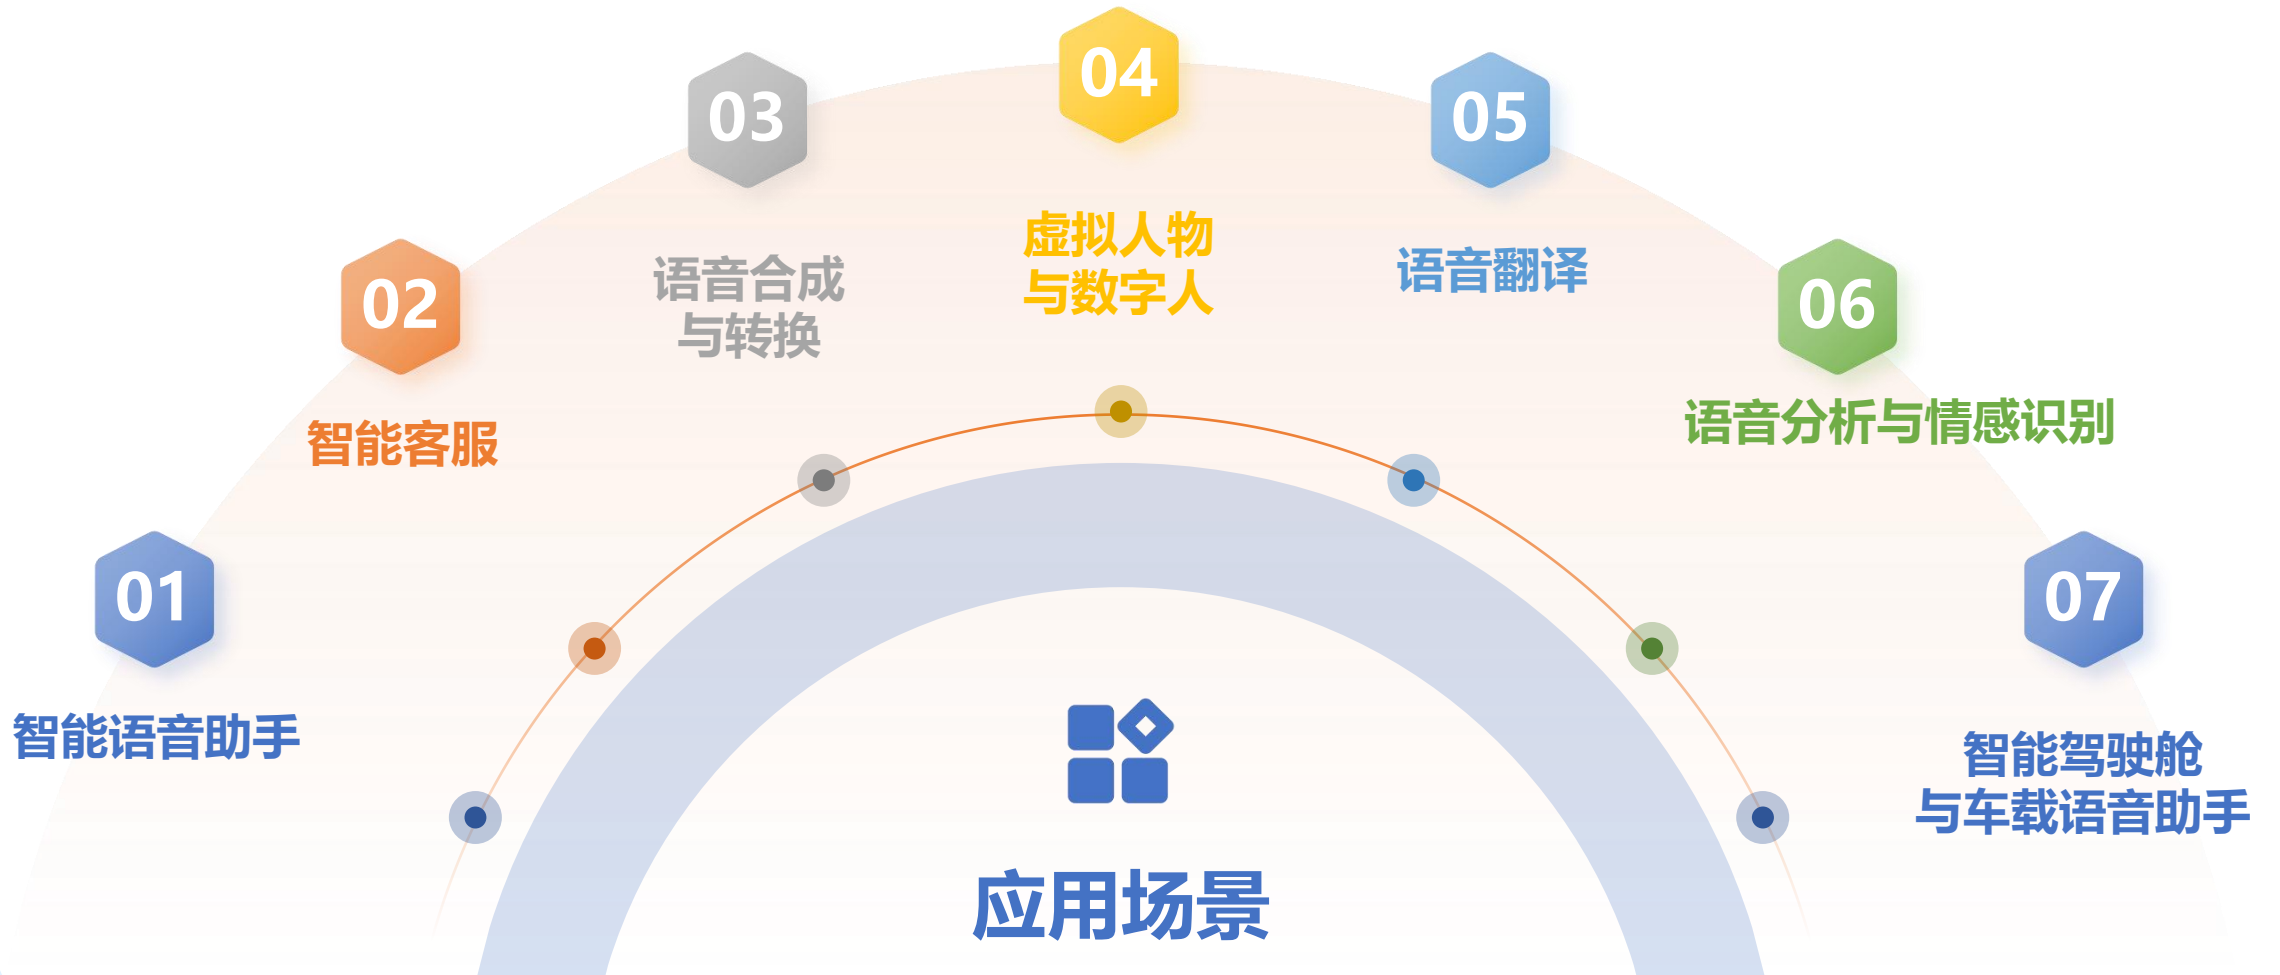 01
智能语音助手
02
智能客服
03
语音合成
与转换
04
虚拟人物
与数字人
05
语音翻译
06
语音分析与情感识别
07
智能驾驶舱
与车载语音助手
应用场景